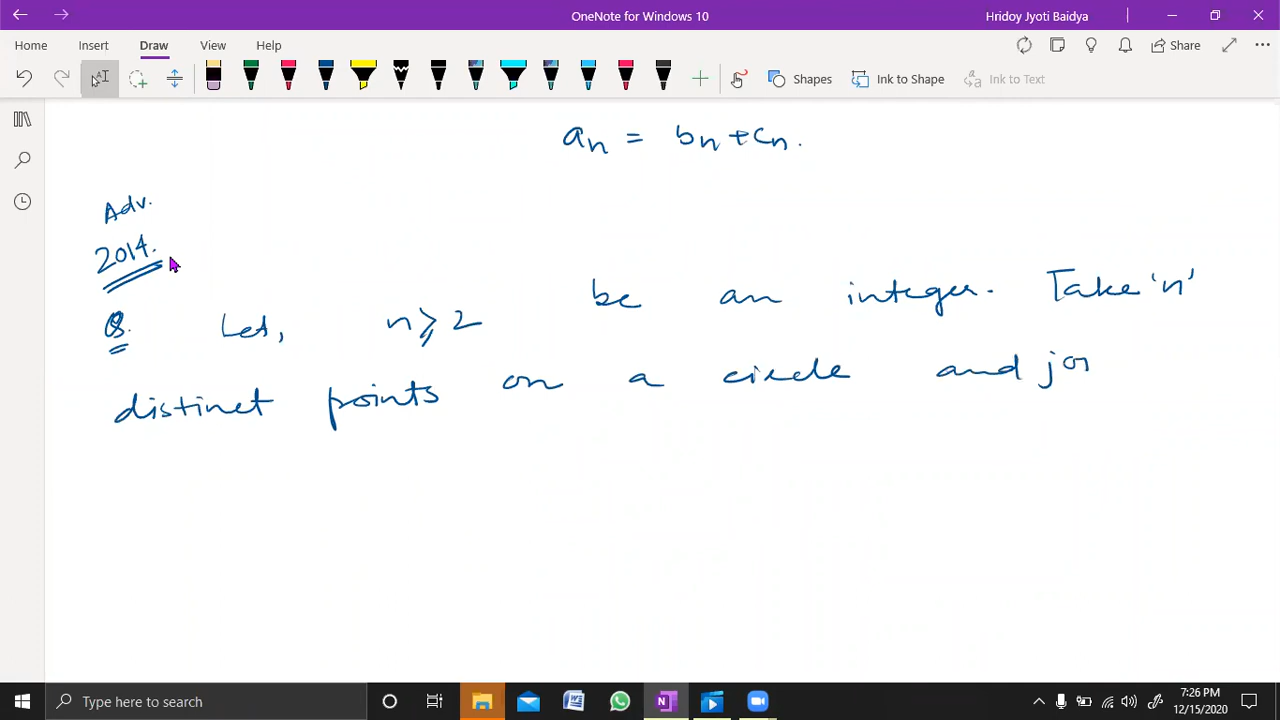 OneNote for Windows 10
Hridoy Jyoti Baidya
Home Insert Draw View Help
Share
Shapes
Ink to Shape
Ink to Text
aₙ = bₙ + cₙ.
Adv.
2014.
Q. Let, n ⩾ 2 be an integer. Take 'n'
distinct points on a circle and jo
Type here to search
7:26 PM
12/15/2020